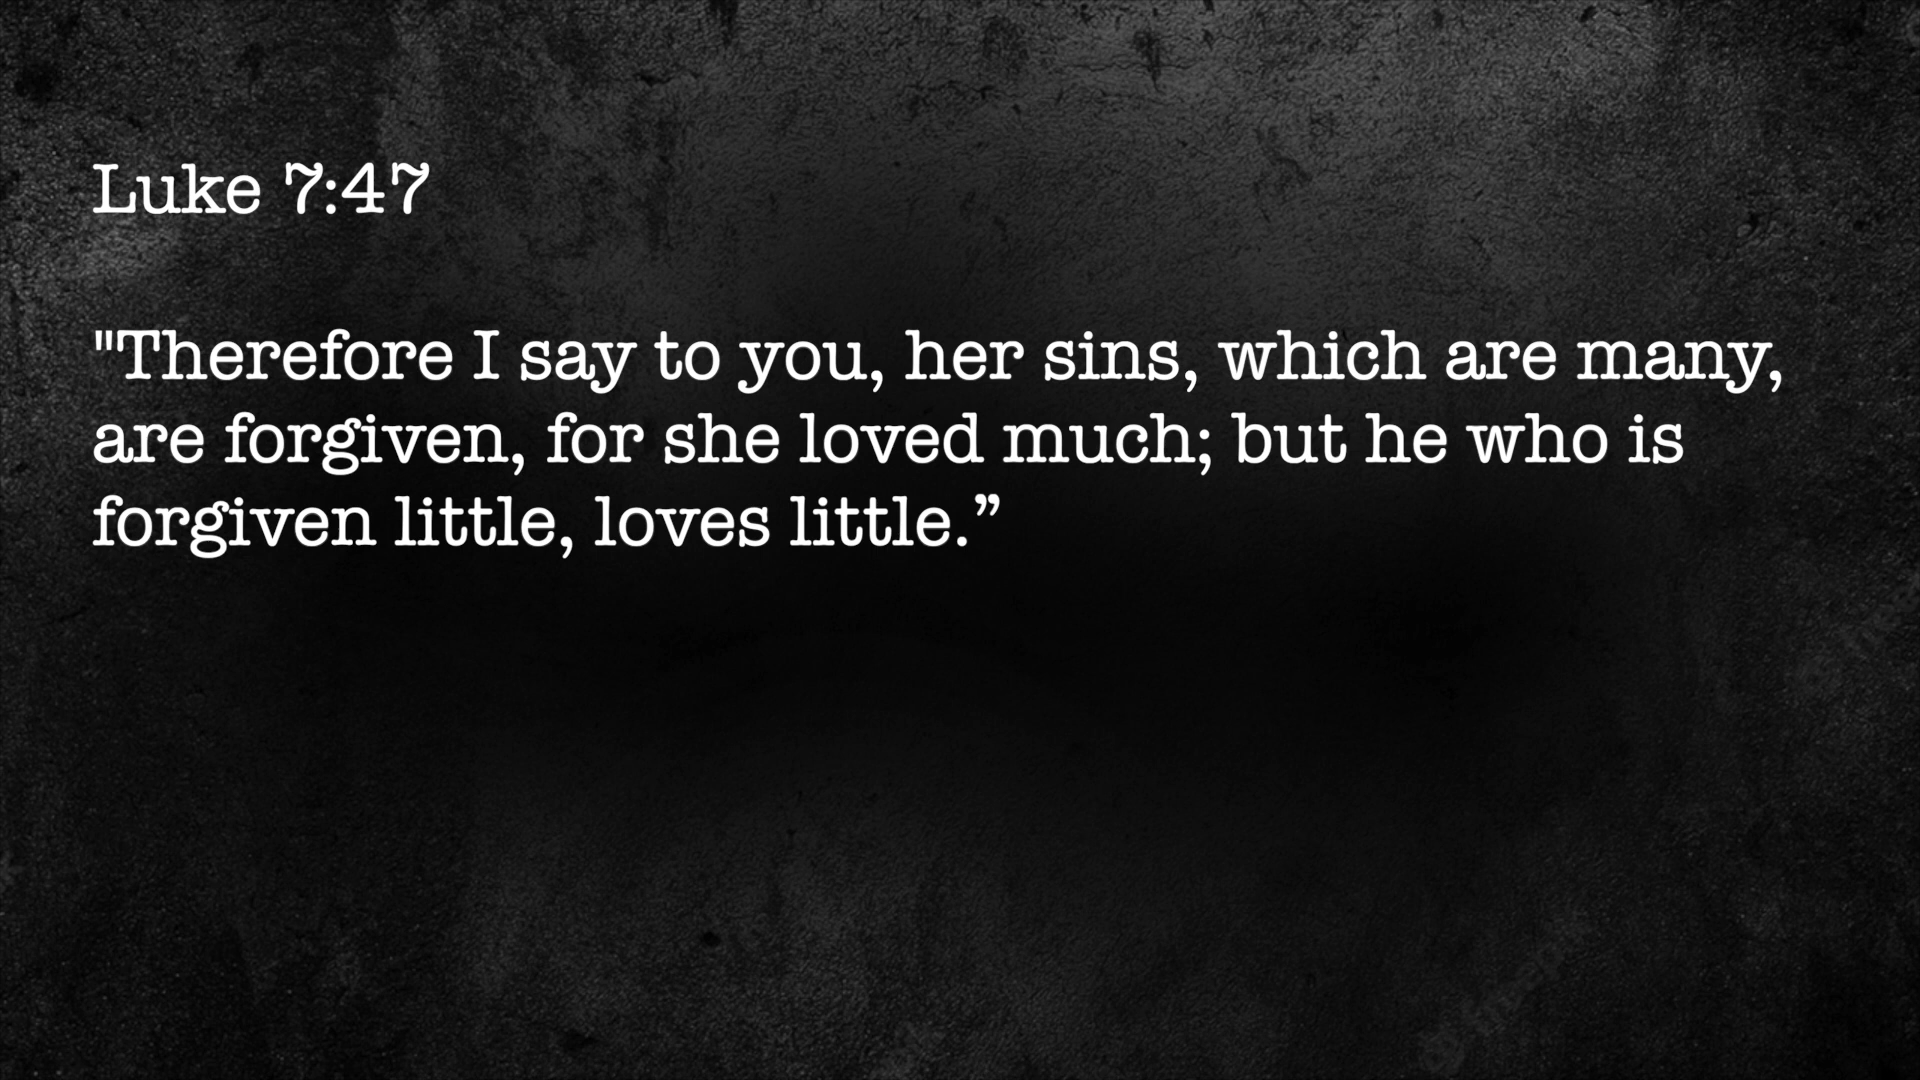 Luke 7:47
"Therefore I say to you, her sins, which are many,
are forgiven, for she loved much; but he who is
forgiven little, loves little.”